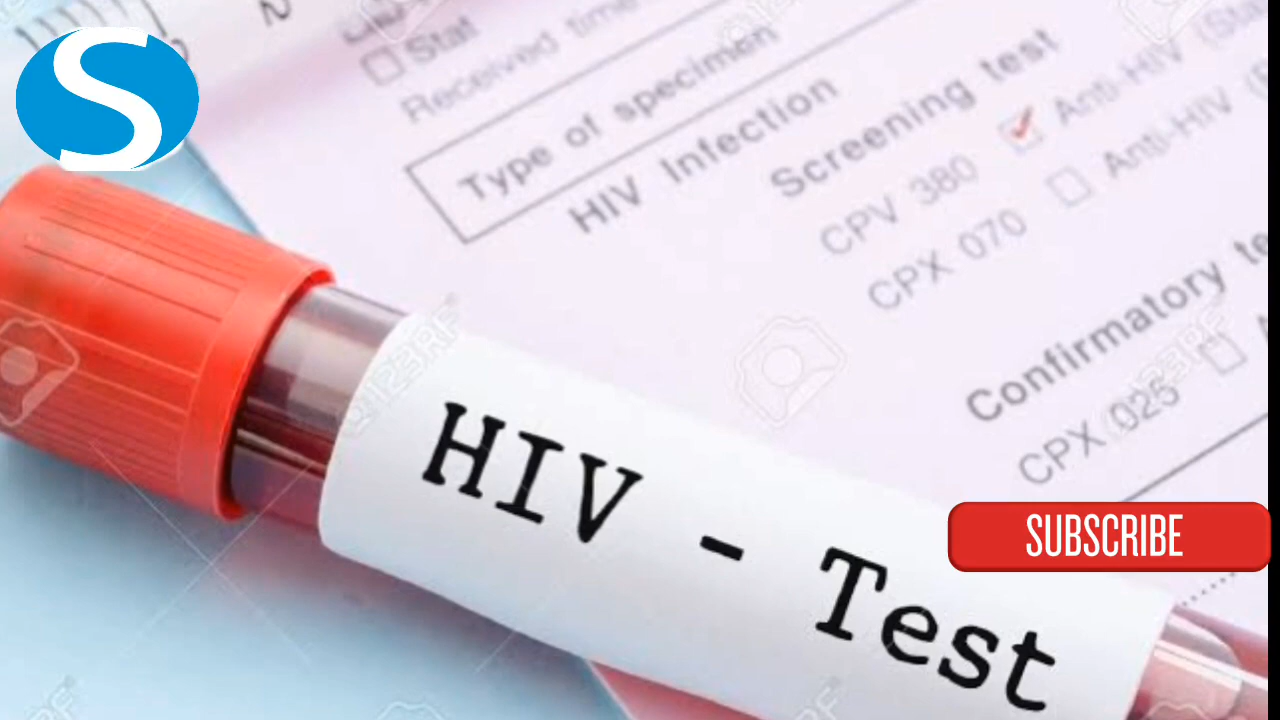 S
Stat
Received time
Type of specimen
HIV Infection
Screening test
CPV 380
Anti-HIV
CPX 070
Anti-HIV
Confirmatory
CPX 025
HIV - Test
SUBSCRIBE
123RF